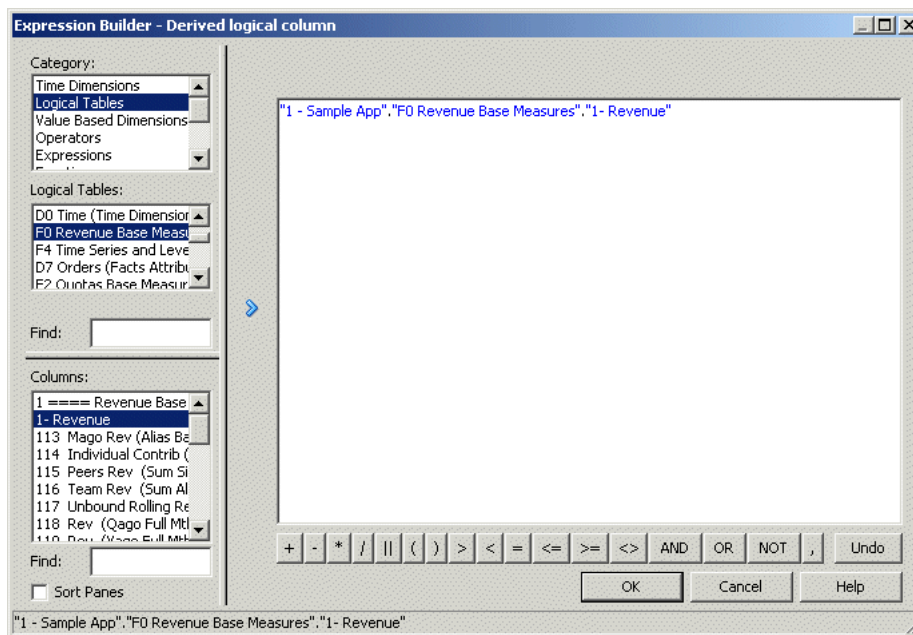 Expression Builder - Derived logical column
Category:
Time Dimensions
Logical Tables
Value Based Dimensions
Operators
Expressions
Logical Tables:
D0 Time (Time Dimension
F0 Revenue Base Measu
F4 Time Series and Leve
D7 Orders (Facts Attribu
F2 Quotas Base Measur
Find:
Columns:
1 ==== Revenue Base
1- Revenue
113 Mago Rev (Alias Ba
114 Individual Contrib (
115 Peers Rev (Sum Si
116 Team Rev (Sum Al
117 Unbound Rolling Re
118 Rev (Qago Full Mtl
Find:
Sort Panes
"1 - Sample App"."F0 Revenue Base Measures"."1- Revenue"
+ - * / || ( ) > < = <= >= <> AND OR NOT , Undo
OK Cancel Help
"1 - Sample App"."F0 Revenue Base Measures"."1- Revenue"